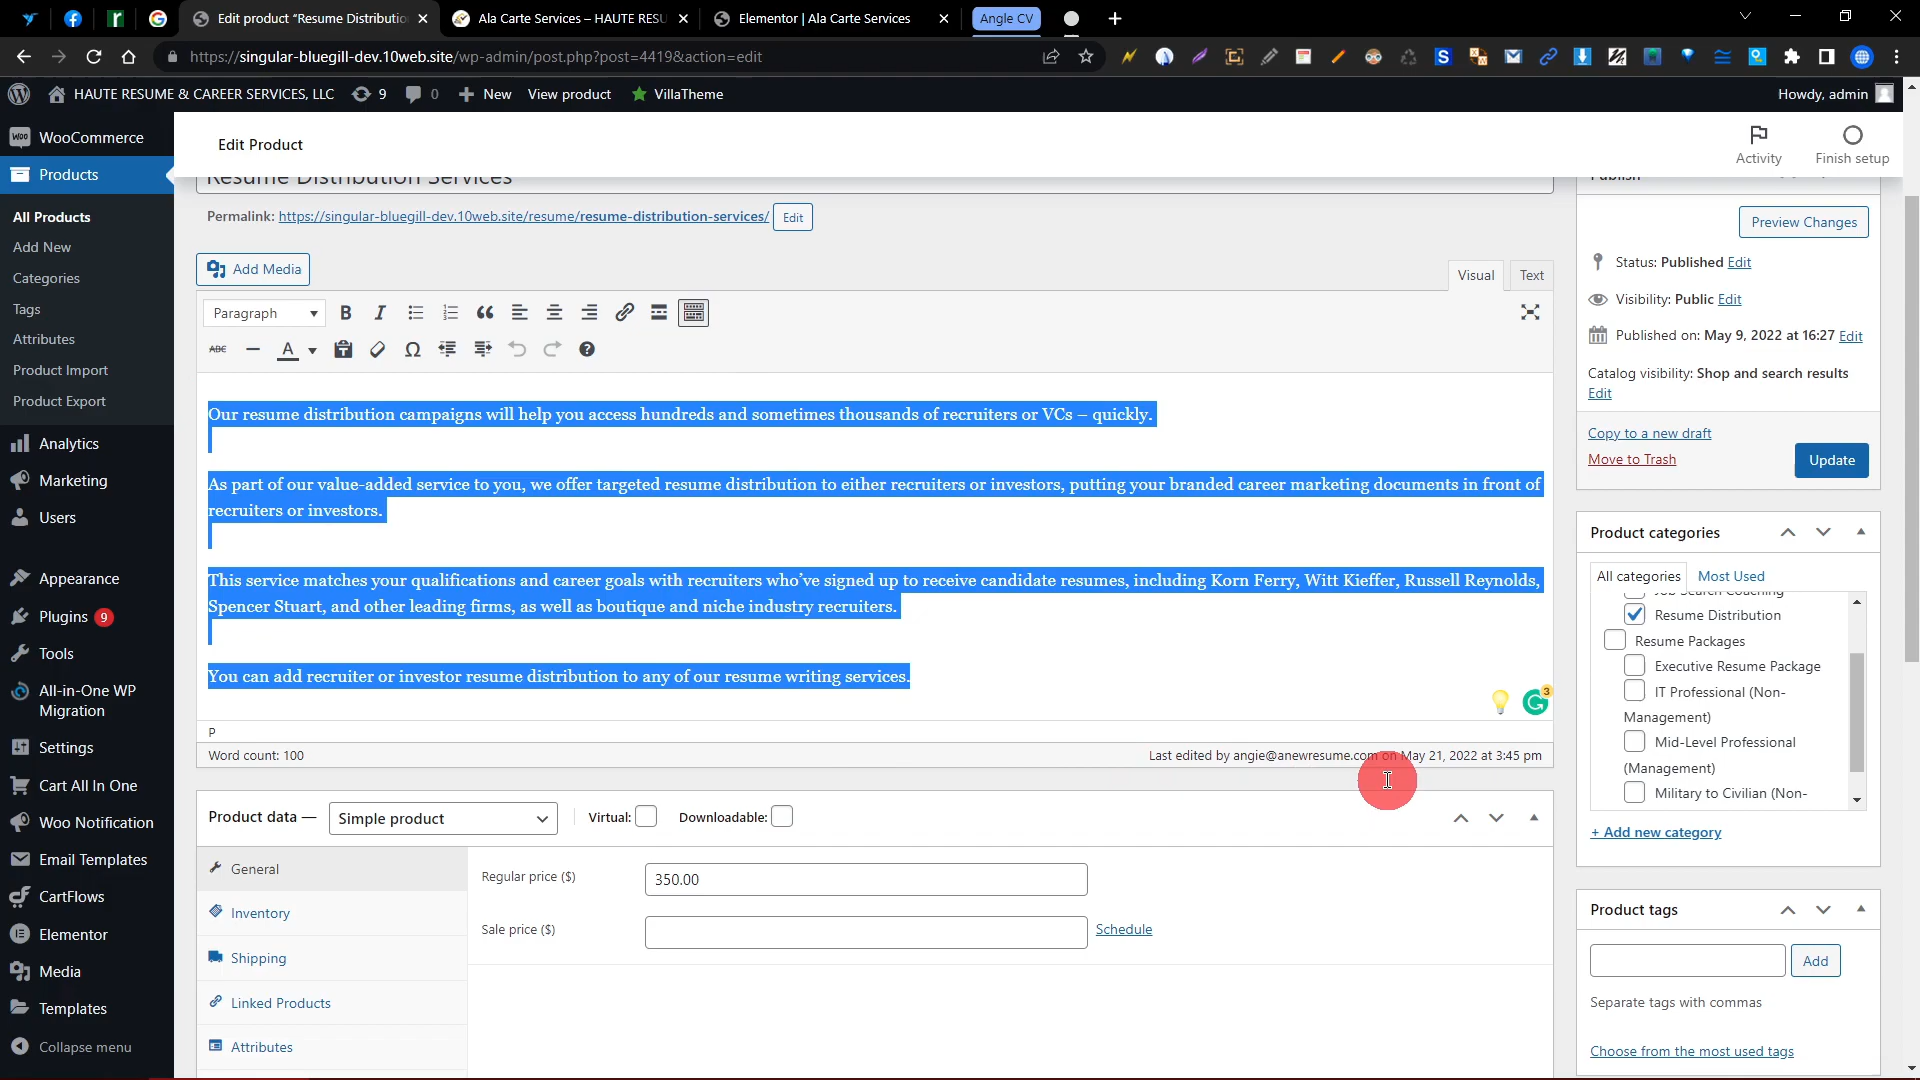 Edit product "Resume Distributio
Ala Carte Services – HAUTE RESU
Elementor | Ala Carte Services
Angle CV
https://singular-bluegill-dev.10web.site/wp-admin/post.php?post=4419&action=edit
HAUTE RESUME & CAREER SERVICES, LLC
9
0
New
View product
VillaTheme
Howdy, admin
WooCommerce
Products
All Products
Add New
Categories
Tags
Attributes
Product Import
Product Export
Analytics
Marketing
Users
Appearance
Plugins 9
Tools
All-in-One WP
Migration
Settings
Cart All In One
Woo Notification
Email Templates
CartFlows
Elementor
Media
Templates
Collapse menu
Edit Product
Activity
Finish setup
Resume Distribution Services
Permalink: https://singular-bluegill-dev.10web.site/resume/resume-distribution-services/ Edit
Add Media
Visual
Text
Paragraph
B
I
ABC
A
Our resume distribution campaigns will help you access hundreds and sometimes thousands of recruiters or VCs – quickly.
As part of our value-added service to you, we offer targeted resume distribution to either recruiters or investors, putting your branded career marketing documents in front of
recruiters or investors.
This service matches your qualifications and career goals with recruiters who've signed up to receive candidate resumes, including Korn Ferry, Witt Kieffer, Russell Reynolds,
Spencer Stuart, and other leading firms, as well as boutique and niche industry recruiters.
You can add recruiter or investor resume distribution to any of our resume writing services.
3
P
Word count: 100
Last edited by angie@anewresume.com on May 21, 2022 at 3:45 pm
Product data —
Simple product
Virtual:
Downloadable:
General
Inventory
Shipping
Linked Products
Attributes
Regular price ($)
350.00
Sale price ($)
Schedule
Publish
Preview Changes
Status: Published Edit
Visibility: Public Edit
Published on: May 9, 2022 at 16:27 Edit
Catalog visibility: Shop and search results
Edit
Copy to a new draft
Move to Trash
Update
Product categories
All categories
Most Used
Job Search Coaching
Resume Distribution
Resume Packages
Executive Resume Package
IT Professional (Non-
Management)
Mid-Level Professional
(Management)
Military to Civilian (Non-
+ Add new category
Product tags
Add
Separate tags with commas
Choose from the most used tags